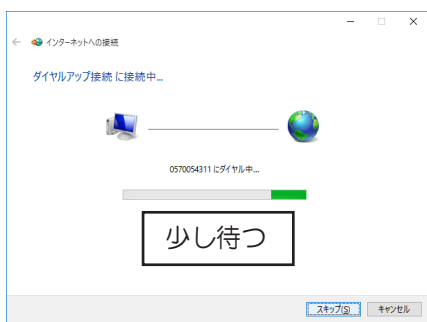 インターネットへの接続
ダイヤルアップ接続 に接続中...
0570054311 にダイヤル中...
少し待つ
スキップ(S) キャンセル